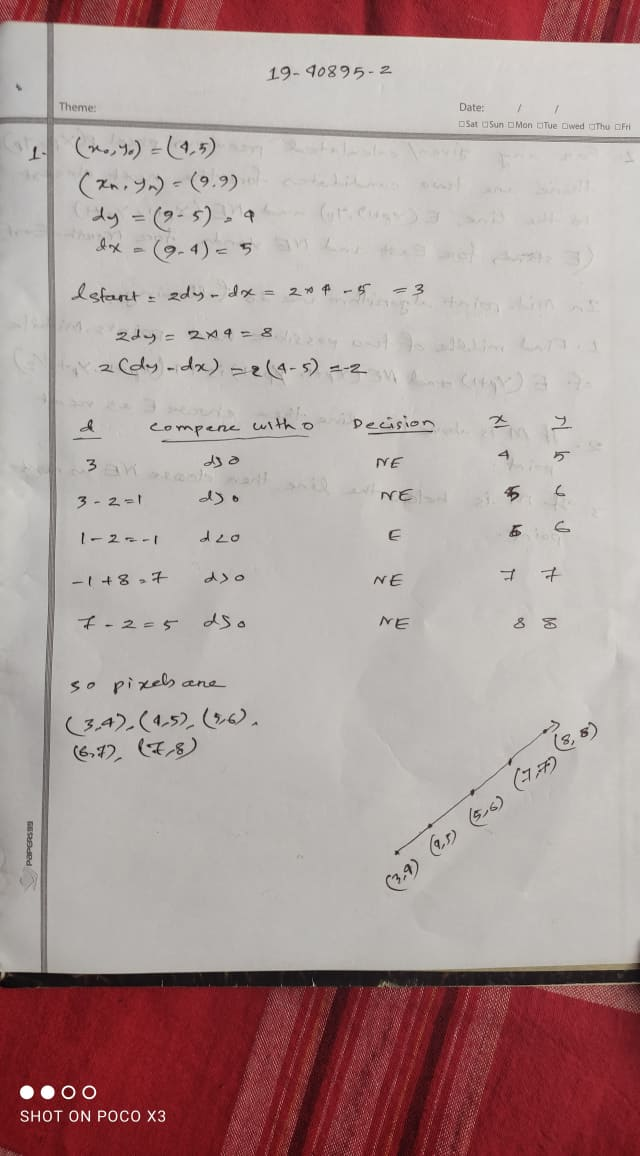 19-40895-2
Theme:
Date: / /
□Sat □Sun □Mon □Tue □wed □Thu □Fri
1- (x₀,y₀) = (4,5)
(xn, yn) = (9.9)
dy = (9-5) = 4
dx = (9-4) = 5
dstart = 2dy - dx = 2×4 -5 = 3
2dy = 2×4 = 8
2(dy-dx) = 2(4-5) = -2
d compare with 0 Decision x y
3 d>0 NE 4 5
3-2=1 d>0 NE 5 6
1-2=-1 d<0 E 6 6
-1+8=7 d>0 NE 7 7
7-2=5 d>0 NE 8 8
so pixels are
(3,4), (4,5), (5,6),
(6,7), (7,8)
(3,4) (4,5) (5,6) (7,7) (8,8)
PAPERS99
SHOT ON POCO X3